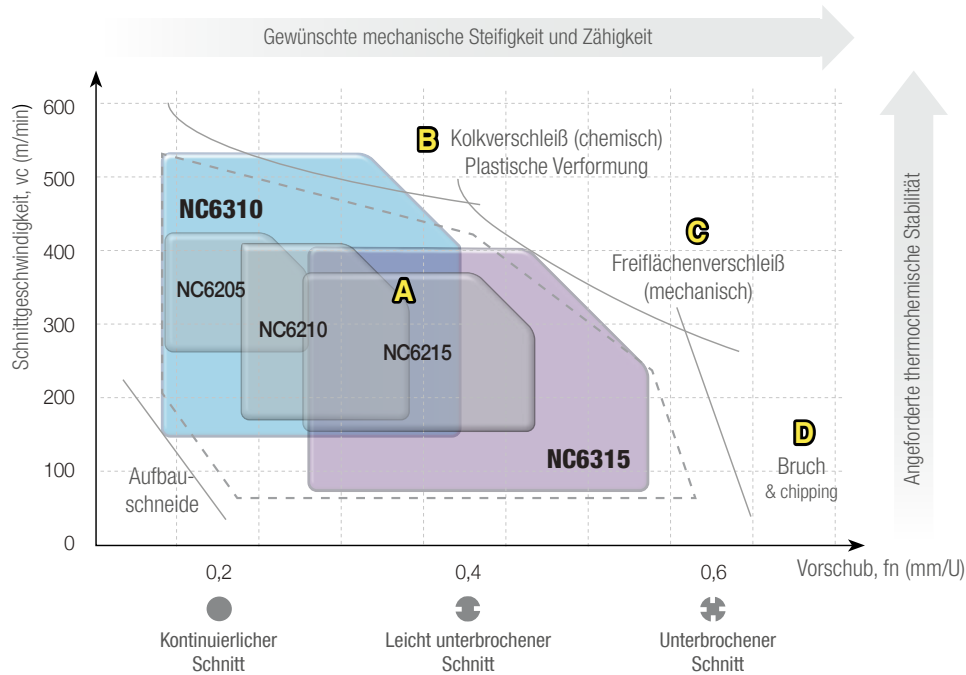 Gewünschte mechanische Steifigkeit und Zähigkeit
Schnittgeschwindigkeit, vc (m/min)
600
500
400
300
200
100
0
B
Kolkverschleiß (chemisch)
Plastische Verformung
NC6310
C
Freiflächenverschleiß
(mechanisch)
NC6205
A
NC6210
NC6215
NC6315
D
Bruch
& chipping
Aufbau-
schneide
Angeforderte thermochemische Stabilität
0,2
0,4
0,6
Vorschub, fn (mm/U)
Kontinuierlicher
Schnitt
Leicht unterbrochener
Schnitt
Unterbrochener
Schnitt